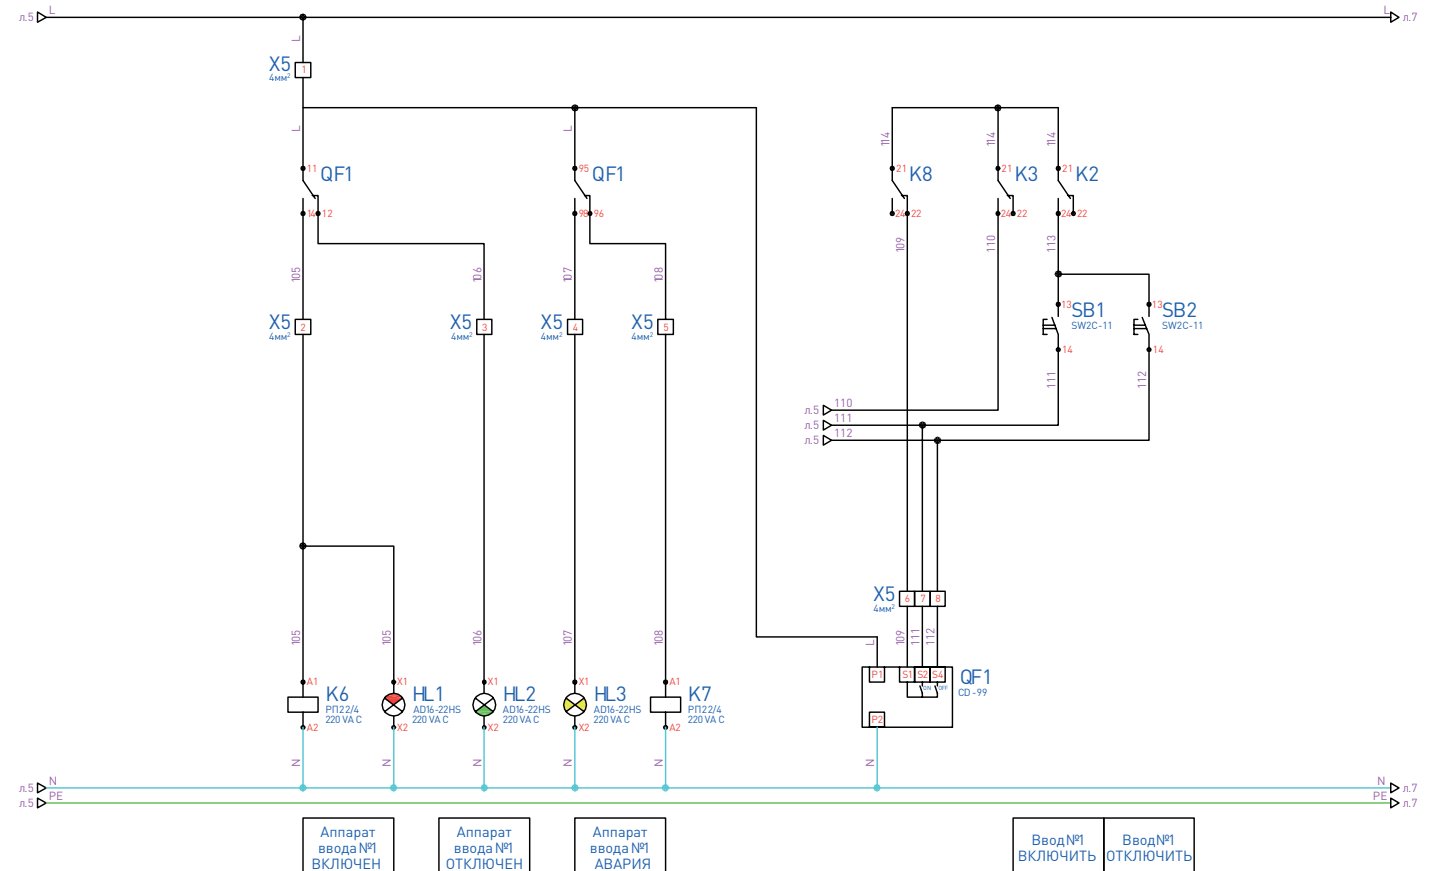 л.5 L L л.7
L
X5 1
4мм²
L L 114 114 114
11 QF1 95 QF1 21 K8 21 K3 21 K2
14 12 98 96 24 22 24 22 24 22
109 110 113
105 106 107 108
13 SB1 13 SB2
SW2C-11 SW2C-11
X5 2 X5 3 X5 4 X5 5
4мм² 4мм² 4мм² 4мм²
14 14
111 112
л.5 110
л.5 111
л.5 112
X5 6 7 8
4мм²
105 105 106 107 108 L 109 111 112
P1 S1 S2 S4 QF1
ON OFF CD-99
A1 X1 X1 X1 A1
K6 HL1 HL2 HL3 K7
РП22/4 AD16-22HS AD16-22HS AD16-22HS РП22/4
220 VAC 220 VAC 220 VAC 220 VAC 220 VAC
A2 X2 X2 X2 A2 P2
N N N N N N
л.5 N N л.7
л.5 PE PE л.7
Аппарат
ввода №1
ВКЛЮЧЕН
Аппарат
ввода №1
ОТКЛЮЧЕН
Аппарат
ввода №1
АВАРИЯ
Ввод №1
ВКЛЮЧИТЬ
Ввод №1
ОТКЛЮЧИТЬ